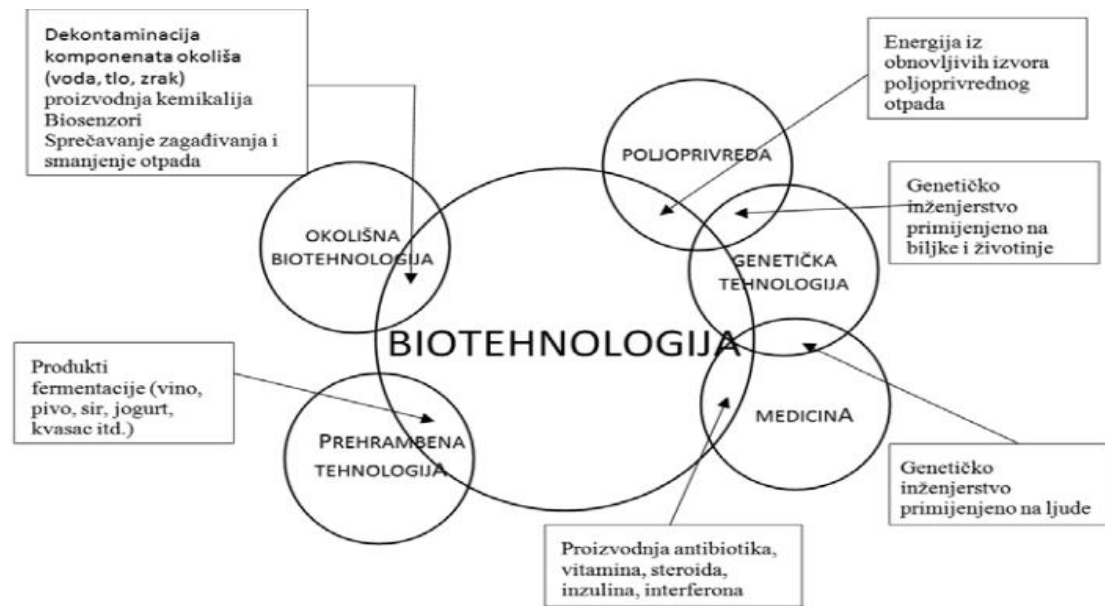 Dekontaminacija
komponenata okoliša
(voda, tlo, zrak)
proizvodnja kemikalija
Biosenzori
Sprečavanje zagađivanja i
smanjenje otpada
Energija iz
obnovljivih izvora
poljoprivrednog
otpada
POLJOPRIVREDA
Genetičko
inženjerstvo
primijenjeno na
biljke i životinje
OKOLIŠNA
BIOTEHNOLOGIJA
GENETIČKA
TEHNOLOGIJA
BIOTEHNOLOGIJA
Produkti
fermentacije (vino,
pivo, sir, jogurt,
kvasac itd.)
PREHRAMBENA
TEHNOLOGIJA
MEDICINA
Genetičko
inženjerstvo
primijenjeno na ljude
Proizvodnja antibiotika,
vitamina, steroida,
inzulina, interferona